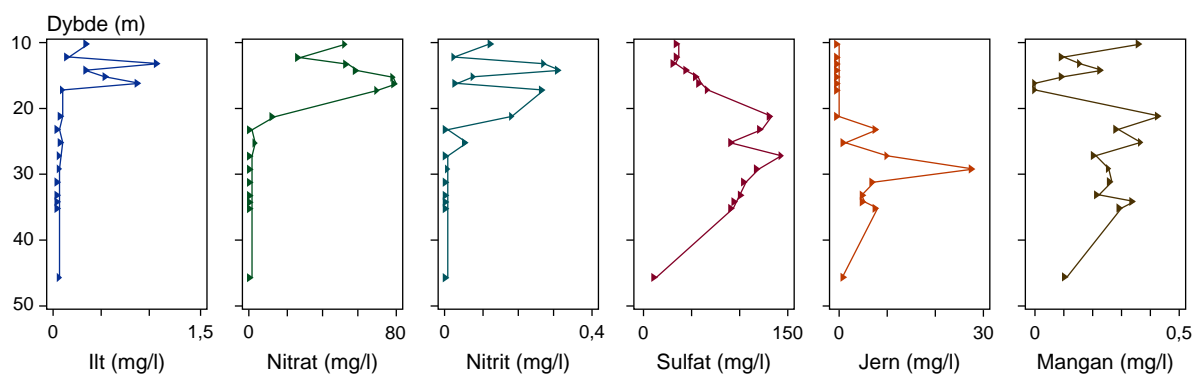 Dybde (m)
10
20
30
40
50
0 1,5 0 80 0 0,4 0 150 0 30 0 0,5
Ilt (mg/l) Nitrat (mg/l) Nitrit (mg/l) Sulfat (mg/l) Jern (mg/l) Mangan (mg/l)